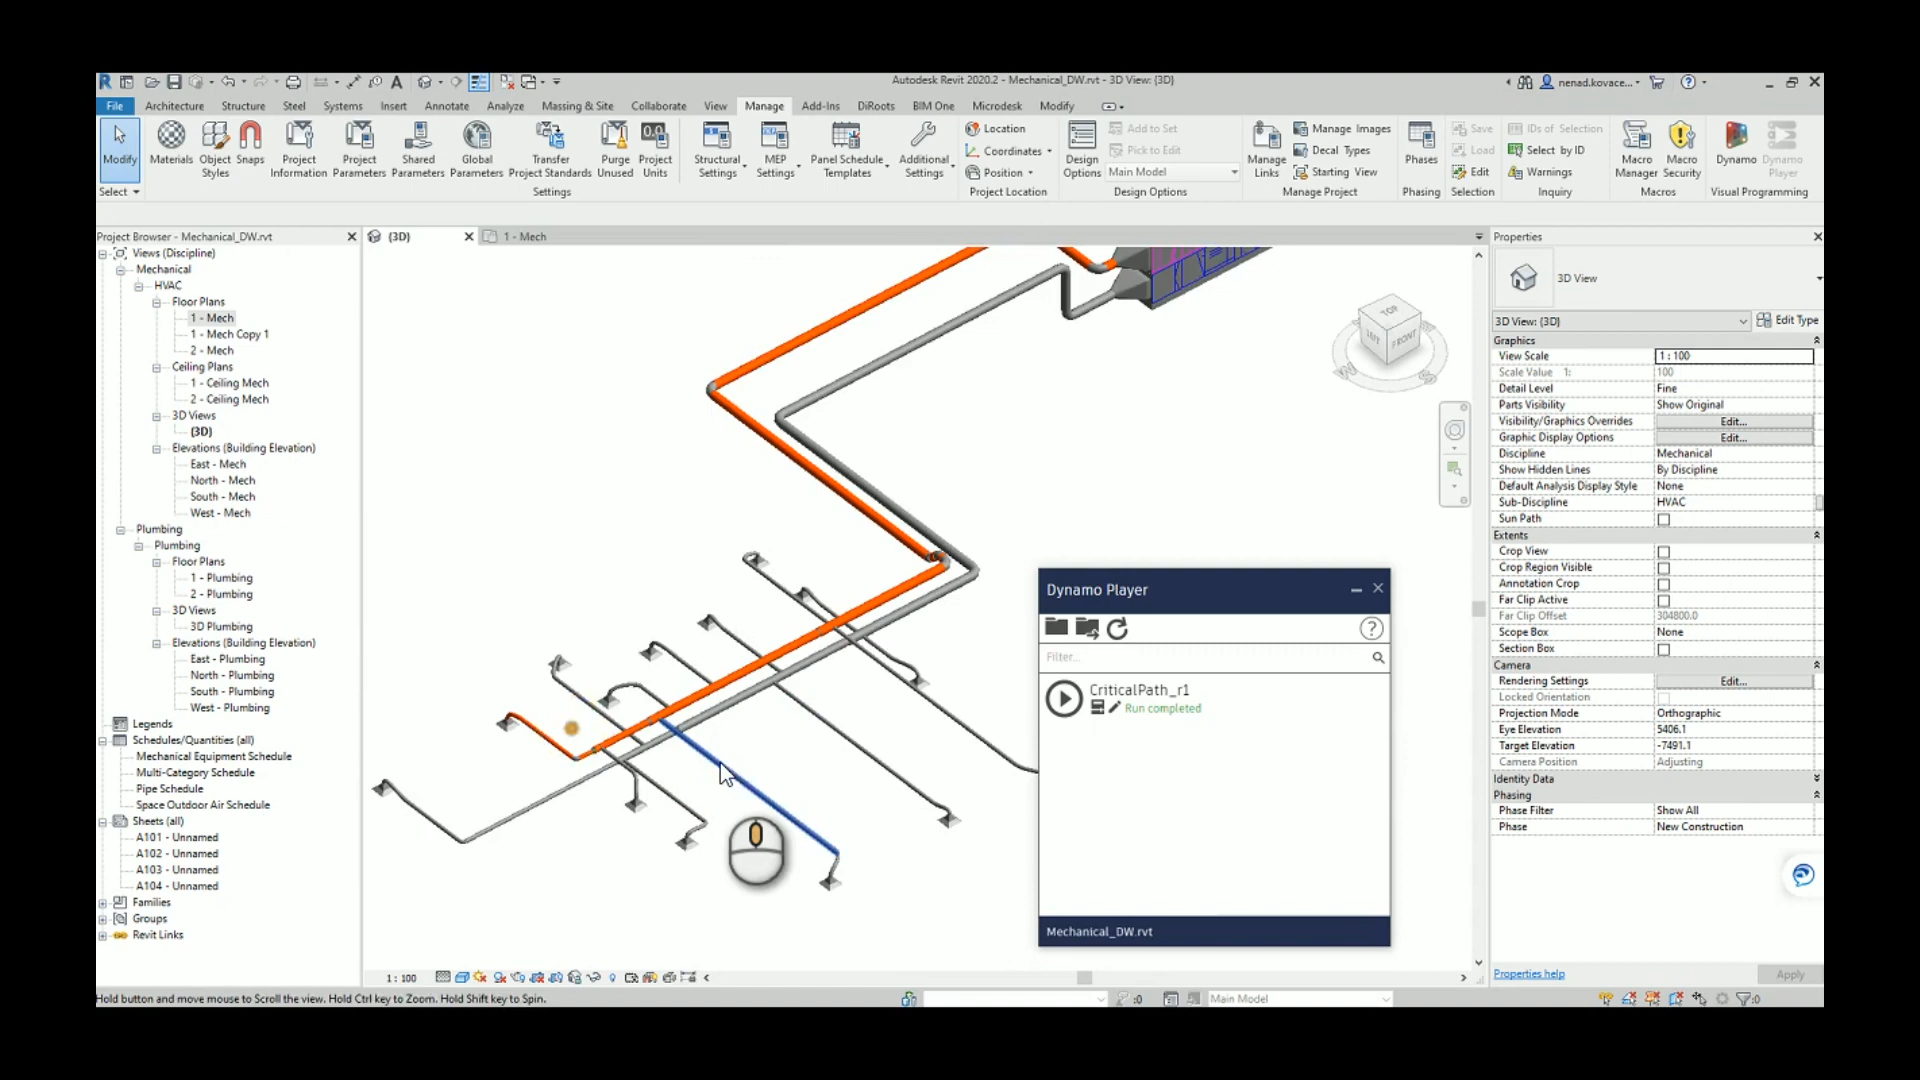 Autodesk Revit 2020.2 - Mechanical_DW.rvt - 3D View: {3D}
nenad.kovace...
File Architecture Structure Steel Systems Insert Annotate Analyze Massing & Site Collaborate View Manage Add-Ins DiRoots BIM One Microdesk Modify
Modify
Materials
Object Styles
Snaps
Project Information
Project Parameters
Shared Parameters
Global Parameters
Transfer Project Standards
Purge Unused
Project Units
Structural Settings
MEP Settings
Panel Schedule Templates
Additional Settings
Location
Coordinates
Position
Design Options
Add to Set
Pick to Edit
Main Model
Manage Links
Manage Images
Decal Types
Starting View
Phases
Save
Load
Edit
IDs of Selection
Select by ID
Warnings
Macro Manager
Macro Security
Dynamo
Dynamo Player
Select
Settings
Project Location
Design Options
Manage Project
Phasing
Selection
Inquiry
Macros
Visual Programming
Project Browser - Mechanical_DW.rvt
Views (Discipline)
Mechanical
HVAC
Floor Plans
1 - Mech
1 - Mech Copy 1
2 - Mech
Ceiling Plans
1 - Ceiling Mech
2 - Ceiling Mech
3D Views
{3D}
Elevations (Building Elevation)
East - Mech
North - Mech
South - Mech
West - Mech
Plumbing
Plumbing
Floor Plans
1 - Plumbing
2 - Plumbing
3D Views
3D Plumbing
Elevations (Building Elevation)
East - Plumbing
North - Plumbing
South - Plumbing
West - Plumbing
Legends
Schedules/Quantities (all)
Mechanical Equipment Schedule
Multi-Category Schedule
Pipe Schedule
Space Outdoor Air Schedule
Sheets (all)
A101 - Unnamed
A102 - Unnamed
A103 - Unnamed
A104 - Unnamed
Families
Groups
Revit Links
{3D}
1 - Mech
TOP
LEFT
FRONT
W
S
Dynamo Player
?
Filter...
CriticalPath_r1
Run completed
Mechanical_DW.rvt
Properties
3D View
3D View: {3D}
Edit Type
Graphics
View Scale 1 : 100
Scale Value 1: 100
Detail Level Fine
Parts Visibility Show Original
Visibility/Graphics Overrides Edit...
Graphic Display Options Edit...
Discipline Mechanical
Show Hidden Lines By Discipline
Default Analysis Display Style None
Sub-Discipline HVAC
Sun Path
Extents
Crop View
Crop Region Visible
Annotation Crop
Far Clip Active
Far Clip Offset 304800.0
Scope Box None
Section Box
Camera
Rendering Settings Edit...
Locked Orientation
Projection Mode Orthographic
Eye Elevation 5406.1
Target Elevation -7491.1
Camera Position Adjusting
Identity Data
Phasing
Phase Filter Show All
Phase New Construction
Properties help
Apply
1 : 100
Hold button and move mouse to Scroll the view. Hold Ctrl key to Zoom. Hold Shift key to Spin.
:0
Main Model
:0